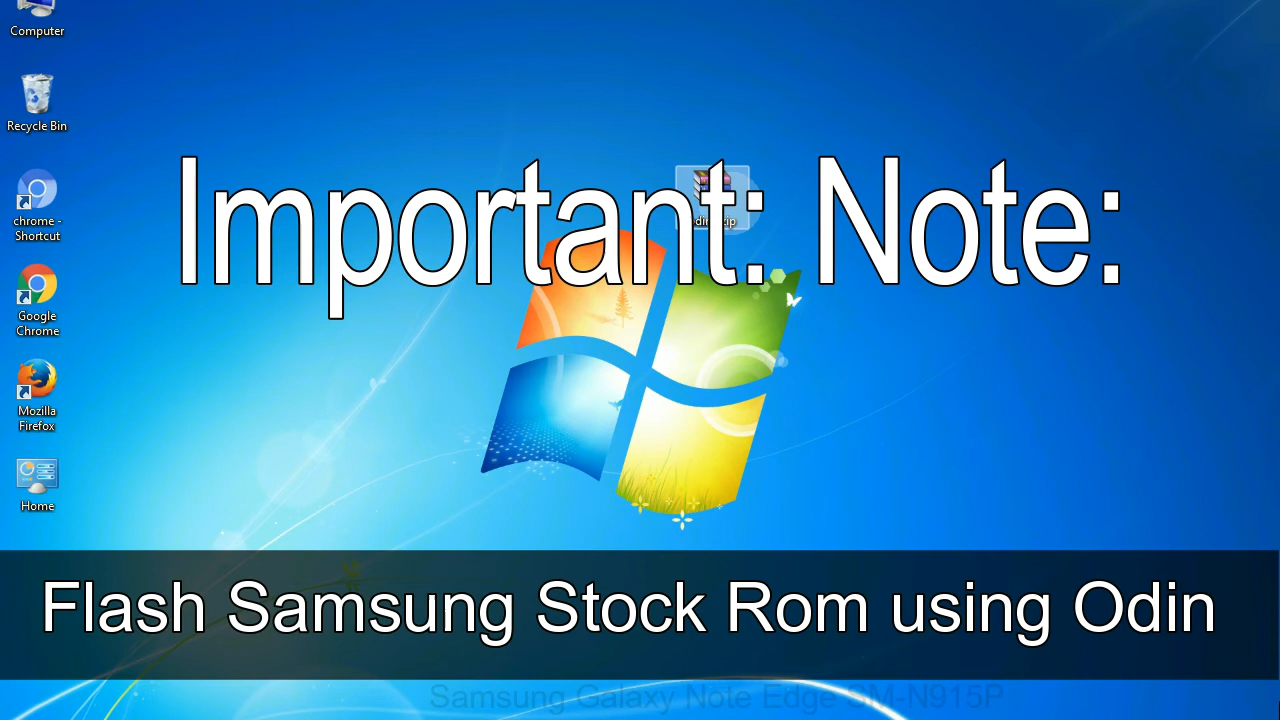 Computer
Recycle Bin
chrome -
Shortcut
Google
Chrome
Mozilla
Firefox
Home
Important: Note:
Flash Samsung Stock Rom using Odin
Samsung Galaxy Note Edge SM-N915P